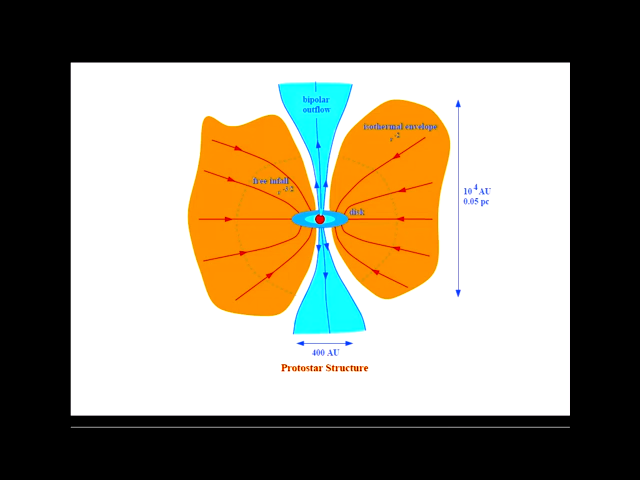 bipolar
outflow
isothermal envelope
r^-2
free infall
r^-3/2
disk
10^4 AU
0.05 pc
400 AU
Protostar Structure